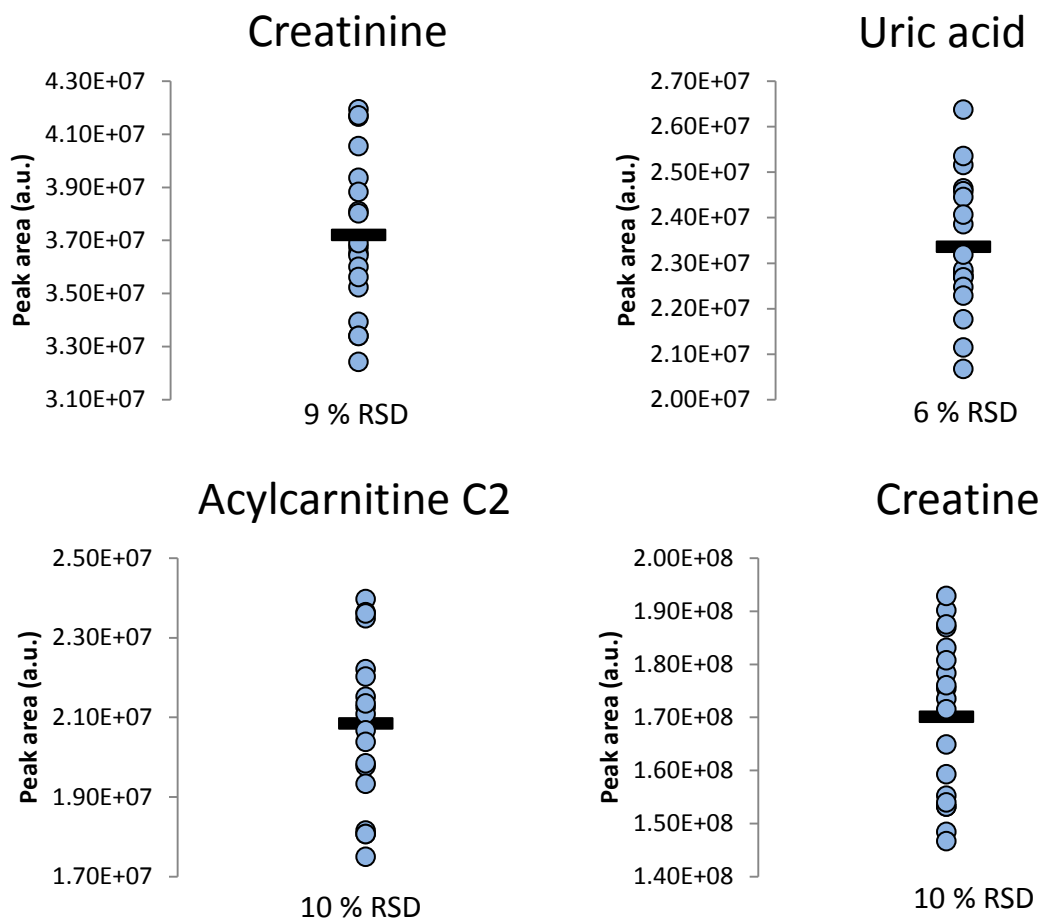 Creatinine
4.30E+07
4.10E+07
3.90E+07
3.70E+07
3.50E+07
3.30E+07
3.10E+07
Peak area (a.u.)
9 % RSD
Uric acid
2.70E+07
2.60E+07
2.50E+07
2.40E+07
2.30E+07
2.20E+07
2.10E+07
2.00E+07
Peak area (a.u.)
6 % RSD
Acylcarnitine C2
2.50E+07
2.30E+07
2.10E+07
1.90E+07
1.70E+07
Peak area (a.u.)
10 % RSD
Creatine
2.00E+08
1.90E+08
1.80E+08
1.70E+08
1.60E+08
1.50E+08
1.40E+08
Peak area (a.u.)
10 % RSD